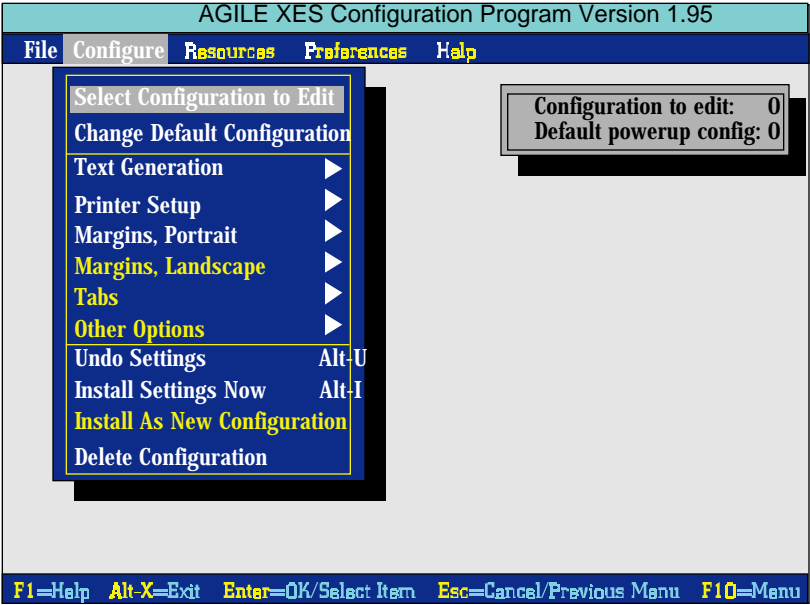 AGILE XES Configuration Program Version 1.95
File Configure Resources Preferences Help
Select Configuration to Edit
Change Default Configuration
Text Generation
Printer Setup
Margins, Portrait
Margins, Landscape
Tabs
Other Options
Undo Settings Alt-U
Install Settings Now Alt-I
Install As New Configuration
Delete Configuration
Configuration to edit: 0
Default powerup config: 0
F1=Help Alt-X=Exit Enter=OK/Select Item Esc=Cancel/Previous Menu F10=Menu